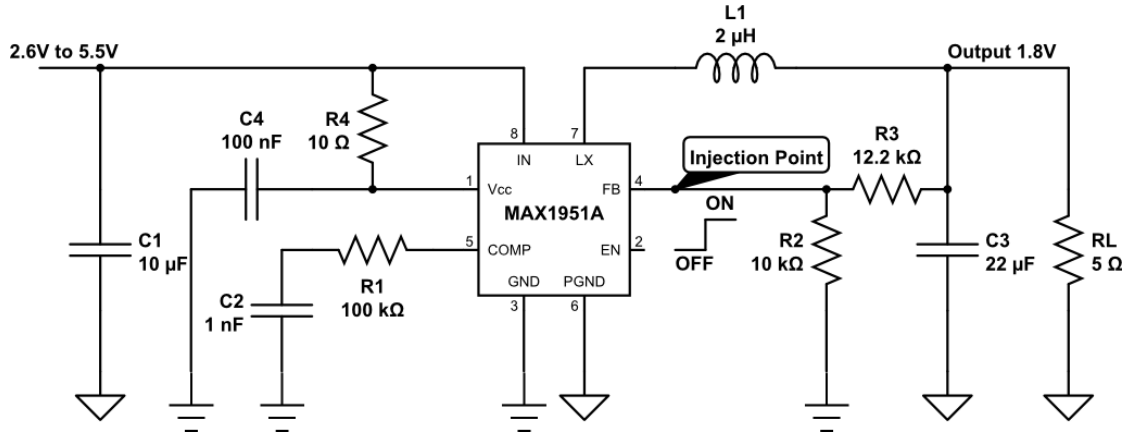 L1
2 µH
2.6V to 5.5V
Output 1.8V
C4
100 nF
R4
10 Ω
8
7
IN
LX
Injection Point
R3
12.2 kΩ
1
Vcc
FB
4
MAX1951A
ON
C1
10 µF
5
COMP
EN
2
OFF
R2
10 kΩ
C3
22 µF
RL
5 Ω
R1
100 kΩ
C2
1 nF
GND
PGND
3
6